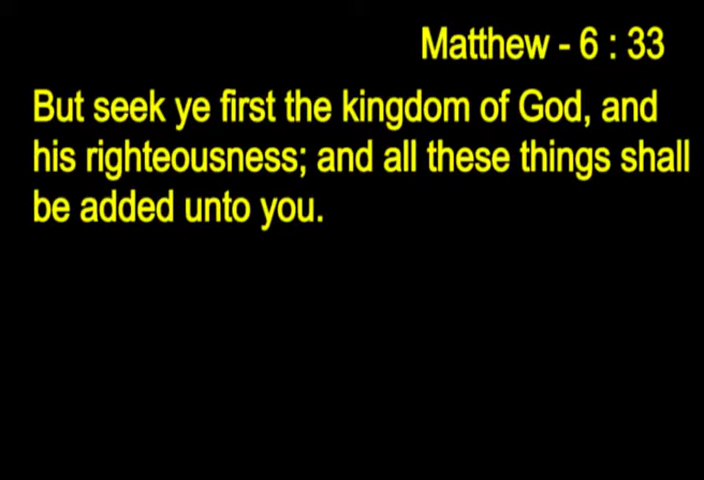 Matthew - 6 : 33
But seek ye first the kingdom of God, and
his righteousness; and all these things shall
be added unto you.